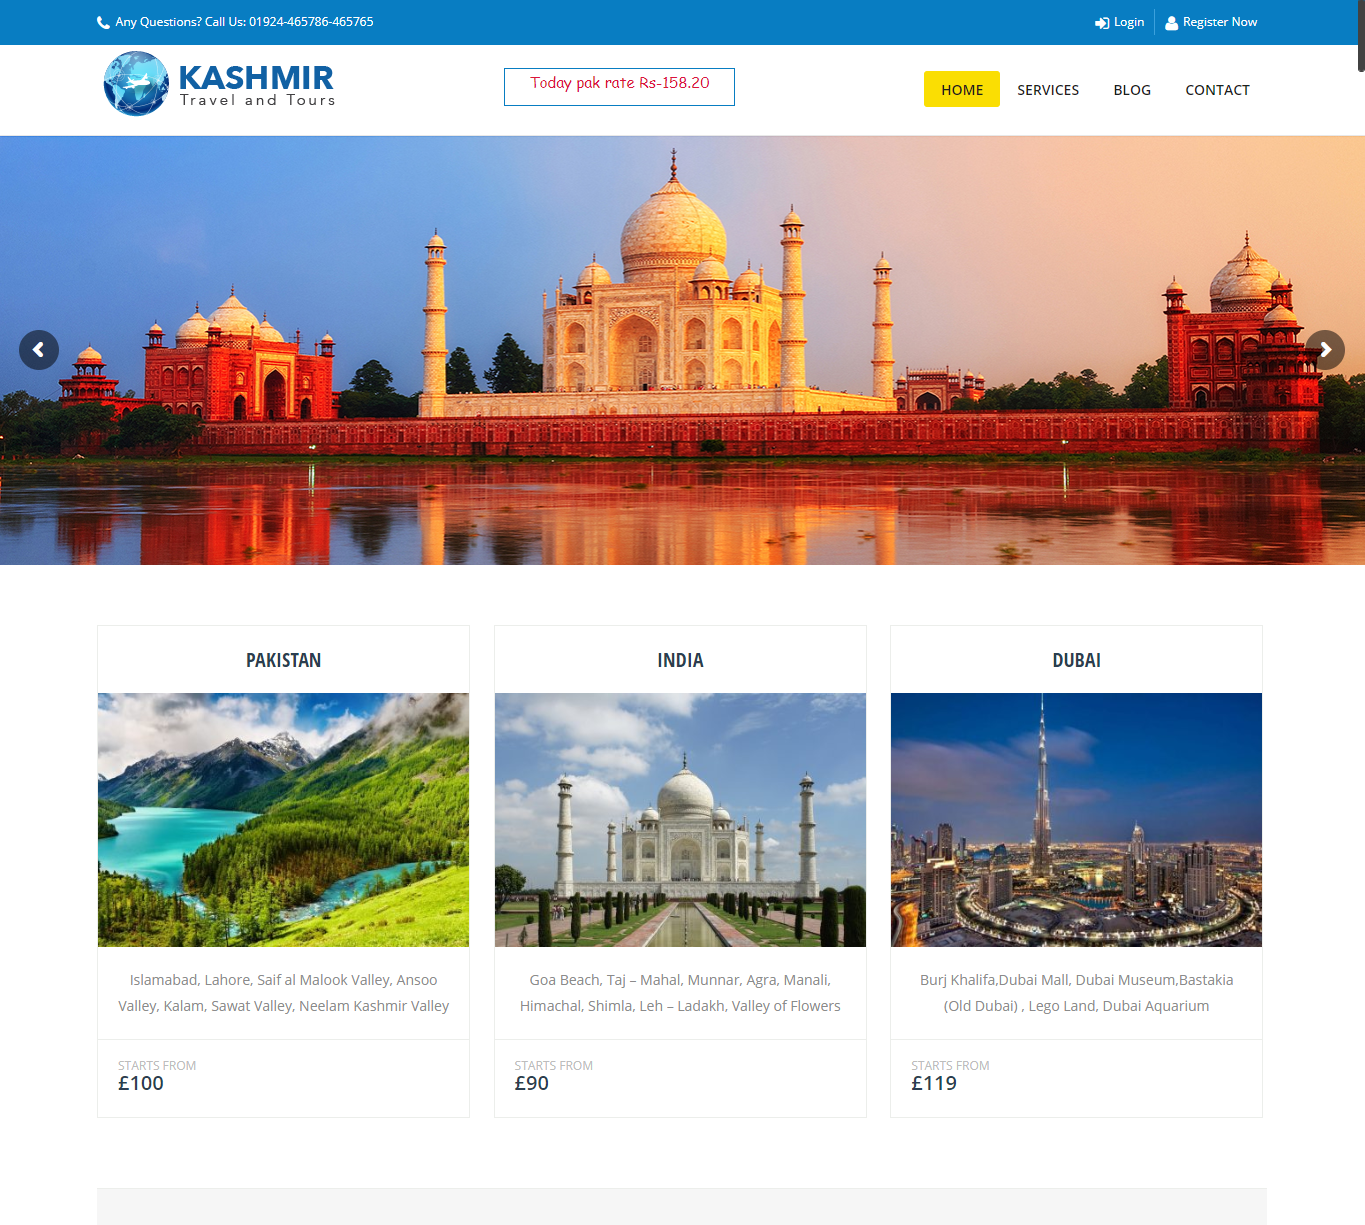 Any Questions? Call Us: 01924-465786-465765
Login
Register Now
KASHMIR
Travel and Tours
Today pak rate Rs-158.20
HOME
SERVICES
BLOG
CONTACT
PAKISTAN
Islamabad, Lahore, Saif al Malook Valley, Ansoo
Valley, Kalam, Sawat Valley, Neelam Kashmir Valley
STARTS FROM
£100
INDIA
Goa Beach, Taj – Mahal, Munnar, Agra, Manali,
Himachal, Shimla, Leh – Ladakh, Valley of Flowers
STARTS FROM
£90
DUBAI
Burj Khalifa,Dubai Mall, Dubai Museum,Bastakia
(Old Dubai) , Lego Land, Dubai Aquarium
STARTS FROM
£119